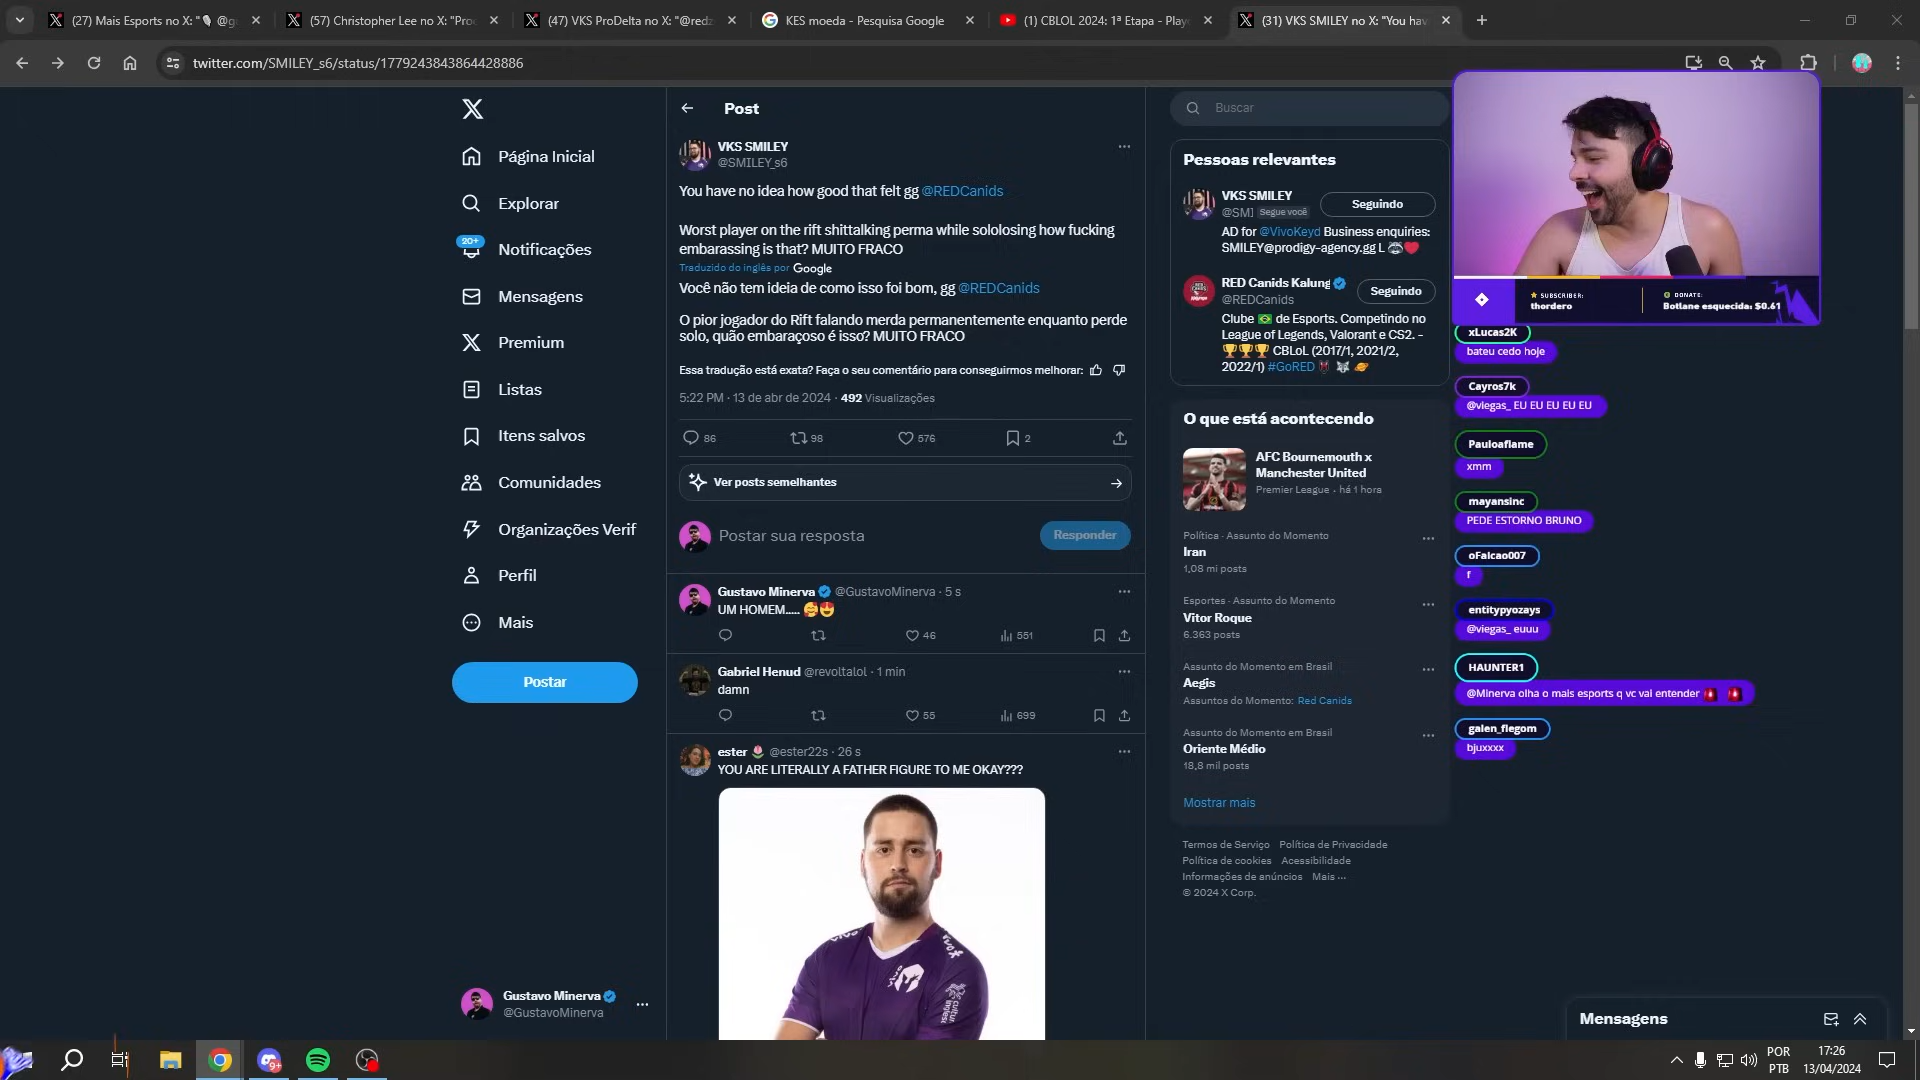 (27) Mais Esportes no X: "🎙 @g
(57) Christopher Lee no X: "Pro
(47) VKS ProDelta no X: "@redz
KES moeda - Pesquisa Google
(1) CBLOL 2024: 1ª Etapa - Play
(31) VKS SMILEY no X: "You hav
twitter.com/SMILEY_s6/status/1779243843864428886
Página Inicial
Explorar
20+
Notificações
Mensagens
Premium
Listas
Itens salvos
Comunidades
Organizações Verif
Perfil
Mais
Postar
Gustavo Minerva
@GustavoMinerva
Post
VKS SMILEY
@SMILEY_s6
You have no idea how good that felt gg @REDCanids
Worst player on the rift shittalking perma while sololosing how fucking
embarassing is that? MUITO FRACO
Traduzido do inglês por Google
Você não tem ideia de como isso foi bom, gg @REDCanids
O pior jogador do Rift falando merda permanentemente enquanto perde
solo, quão embaraçoso é isso? MUITO FRACO
Essa tradução está exata? Faça o seu comentário para conseguirmos melhorar:
5:22 PM · 13 de abr de 2024 · 492 Visualizações
86 98 576 2
Ver posts semelhantes
Postar sua resposta
Responder
Gustavo Minerva @GustavoMinerva · 5 s
UM HOMEM..... 🥰😍
46 551
Gabriel Henud @revoltalol · 1 min
damn
55 699
ester 🌷 @ester22s · 26 s
YOU ARE LITERALLY A FATHER FIGURE TO ME OKAY???
Buscar
Pessoas relevantes
VKS SMILEY
@SMI Segue você
Seguindo
AD for @VivoKeyd Business enquiries:
SMILEY@prodigy-agency.gg L 🦝❤️
RED Canids Kalung
@REDCanids
Seguindo
Clube 🇧🇷 de Esports. Competindo no
League of Legends, Valorant e CS2. -
🏆🏆🏆 CBLoL (2017/1, 2021/2,
2022/1) #GoRED
O que está acontecendo
AFC Bournemouth x
Manchester United
Premier League · há 1 hora
Política · Assunto do Momento
Iran
1,08 mi posts
Esportes · Assunto do Momento
Vitor Roque
6.363 posts
Assunto do Momento em Brasil
Aegis
Assuntos do Momento: Red Canids
Assunto do Momento em Brasil
Oriente Médio
18,8 mil posts
Mostrar mais
Termos de Serviço Política de Privacidade
Política de cookies Acessibilidade
Informações de anúncios Mais ···
© 2024 X Corp.
SUBSCRIBER:
thordero
DONATE:
Botlane esquecida: $0.61
xLucas2K
bateu cedo hoje
Cayros7k
@viegas_ EU EU EU EU EU
Pauloaflame
xmm
mayansinc
PEDE ESTORNO BRUNO
oFalcao007
f
entitypyozays
@viegas_ euuu
HAUNTER1
@Minerva olha o mais esports q vc vai entender 🚨 🚨
galen_flegom
bjuxxxx
Mensagens
9+
POR
PTB
17:26
13/04/2024